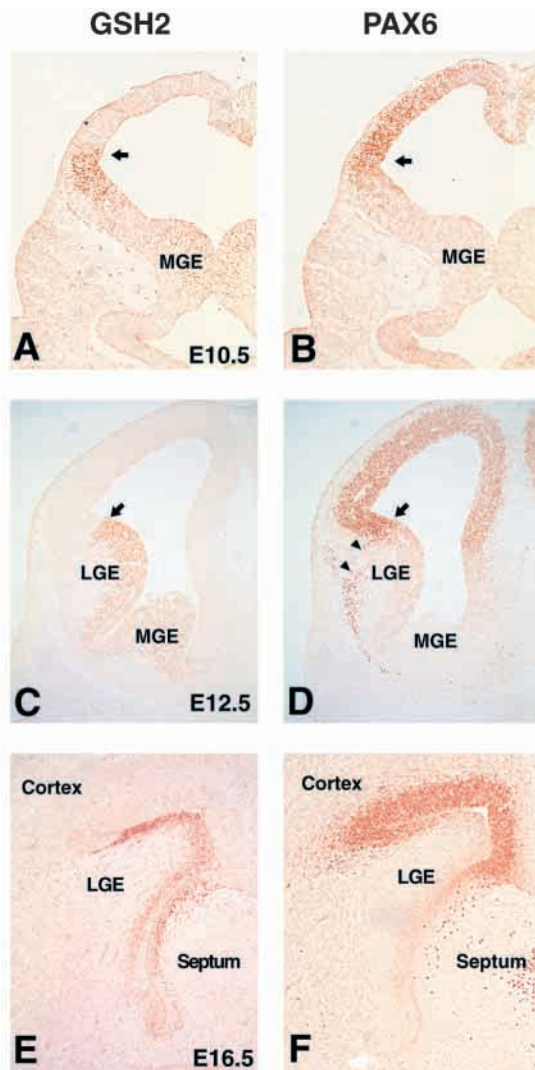 GSH2 PAX6
MGE MGE
A E10.5 B
LGE LGE
MGE MGE
C E12.5 D
Cortex Cortex
LGE LGE
Septum Septum
E E16.5 F